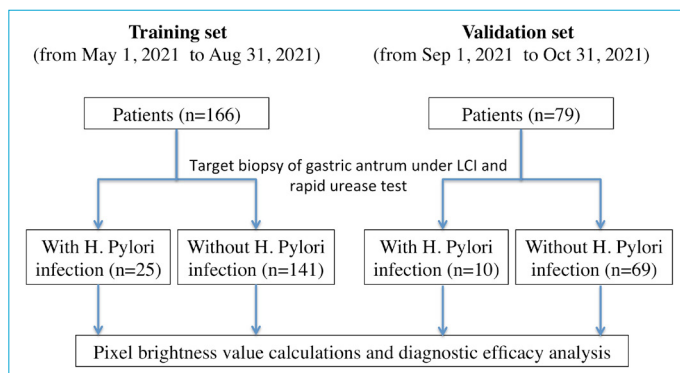 Training set
(from May 1, 2021 to Aug 31, 2021)
Validation set
(from Sep 1, 2021 to Oct 31, 2021)
Patients (n=166)
Patients (n=79)
Target biopsy of gastric antrum under LCI and
rapid urease test
With H. Pylori
infection (n=25)
Without H. Pylori
infection (n=141)
With H. Pylori
infection (n=10)
Without H. Pylori
infection (n=69)
Pixel brightness value calculations and diagnostic efficacy analysis